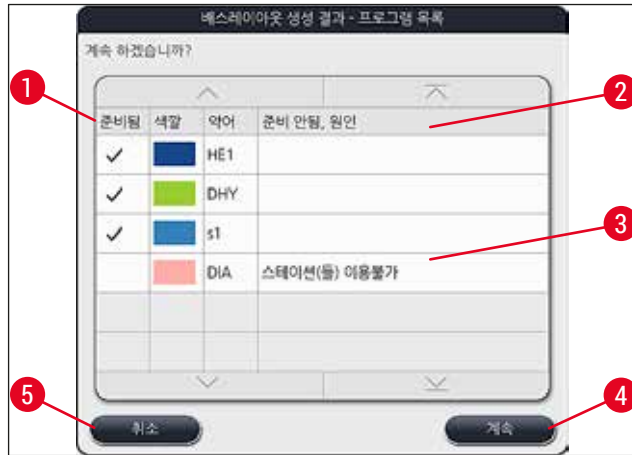 배스레이아웃 생성 결과 - 프로그램 목록
계속 하겠습니까?
1
2
준비됨 색깔 약어 준비 안됨, 원인
HE1
DHY
s1
3
DIA 스테이션(들) 이용불가
5
4
취소 계속